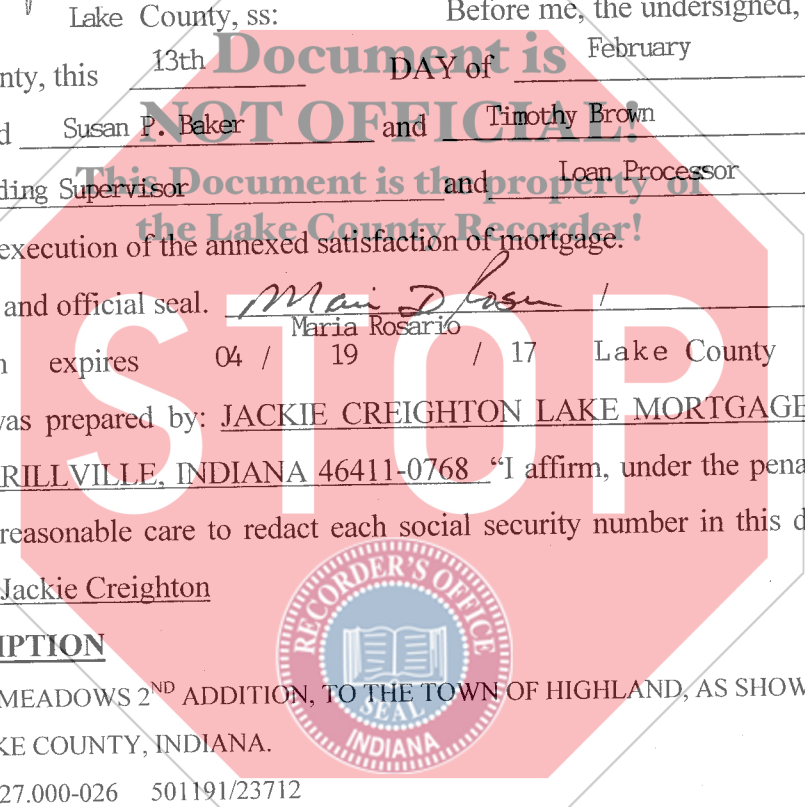 Lake County, ss: Before me, the undersigned,
nty, this 13th DAY of February
d Susan P. Baker and Timothy Brown
ding Supervisor and Loan Processor
execution of the annexed satisfaction of mortgage.
and official seal.
Maria Rosario
n expires 04 / 19 / 17 Lake County
was prepared by: JACKIE CREIGHTON LAKE MORTGAGE
RILLVILLE, INDIANA 46411-0768 “I affirm, under the pena
reasonable care to redact each social security number in this d
Jackie Creighton
IPTION
MEADOWS 2ND ADDITION, TO THE TOWN OF HIGHLAND, AS SHOW
KE COUNTY, INDIANA.
27.000-026 501191/23712
Document is
NOT OFFICIAL!
This Document is the property of
the Lake County Recorder!
STOP
RECORDER'S OFFICE
SEAL
INDIANA